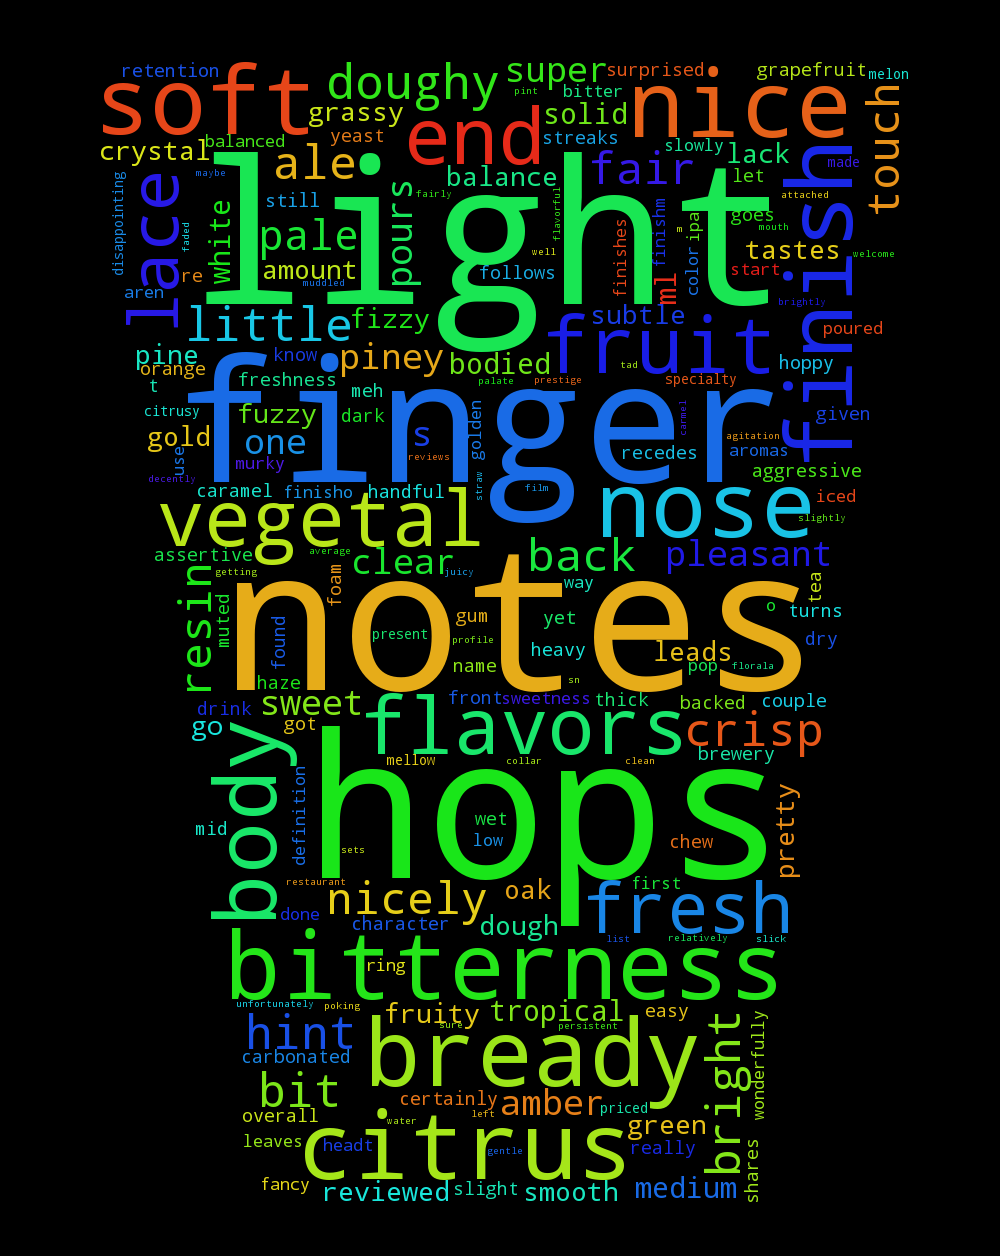 retention
soft
doughy
super
surprised
grapefruit
melon
pint
bitter
nice
touch
grassy
solid
end
streaks
yeast
balanced
crystal
ale
slowly
lack
made
fair
balance
finish
maybe
lace
disappointing
white
still
pours
fairly
flavorful
let
attached
light
pale
faded
goes
ipa
m
mouth
well
tastes
welcome
amount
follows
finishes
finishm
color
start
re
muddled
ml
aren
brightly
little
fizzy
subtle
poured
fruit
pine
know
piney
bodied
tad
hoppy
orange
t
freshness
meh
palate
prestige
specialty
finger
citrusy
fuzzy
dark
golden
carmel
given
gold
one
s
agitation
use
murky
reviews
recedes
aromas
decently
aggressive
caramel
finisho
handful
straw
film
nose
iced
vegetal
slightly
assertive
average
clear
back
pleasant
getting
juicy
resin
foam
way
tea
notes
muted
gum
yet
o
turns
found
present
profile
heavy
leads
dry
name
pop
florala
haze
sn
drink
sweet
front
sweetness
thick
backed
couple
go
got
flavors
crisp
body
mellow
collar
clean
brewery
hops
definition
pretty
mid
wet
low
chew
sets
restaurant
nicely
oak
first
fresh
done
character
dough
list
relatively
slick
bitterness
ring
unfortunately
poking
fruity
tropical
easy
hint
sure
persistent
bright
wonderfully
carbonated
bready
bit
certainly
amber
priced
overall
left
water
green
citrus
leaves
headt
gentle
really
shares
fancy
reviewed
slight
smooth
medium